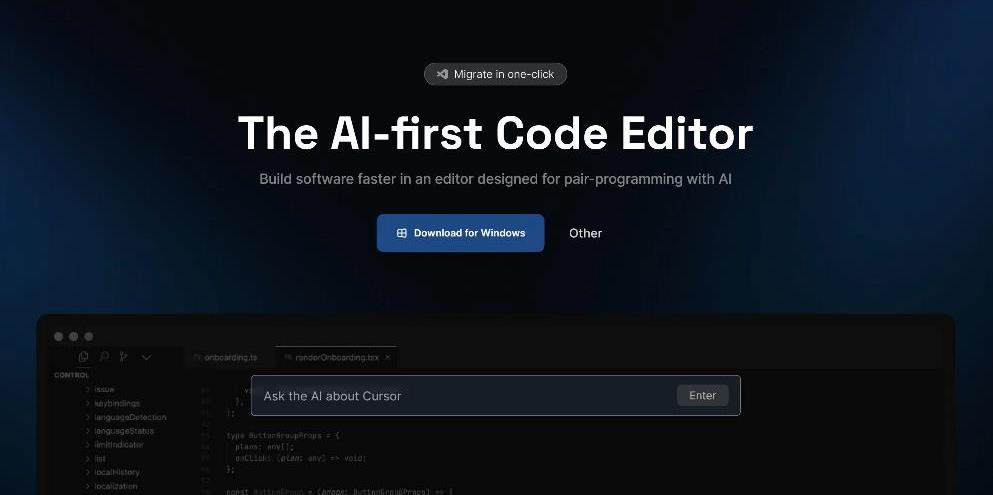 Migrate in one-click
The AI-first Code Editor
Build software faster in an editor designed for pair-programming with AI
Download for Windows
Other
onboarding.ts
renderOnboarding.tsx
CONTROL
issue
keybindings
languageDetection
languageStatus
limitIndicator
list
localHistory
localization
Ask the AI about Cursor
Enter
},
);
type ButtonGroupProps = {
plans: any[];
onClick: (plan: any) => void;
};
const ButtonGroup = (props: ButtonGroupProps) => {